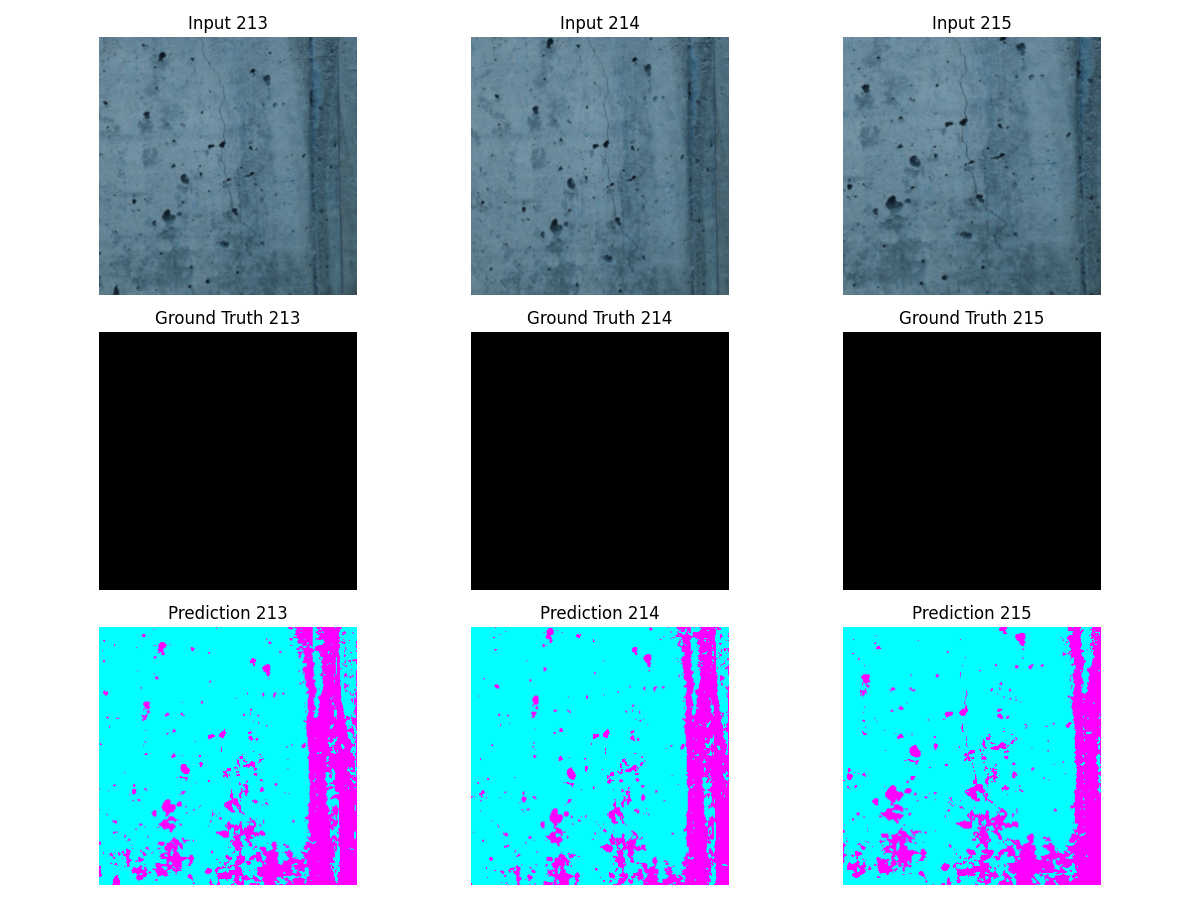 Input 213
Input 214
Input 215
Ground Truth 213
Ground Truth 214
Ground Truth 215
Prediction 213
Prediction 214
Prediction 215